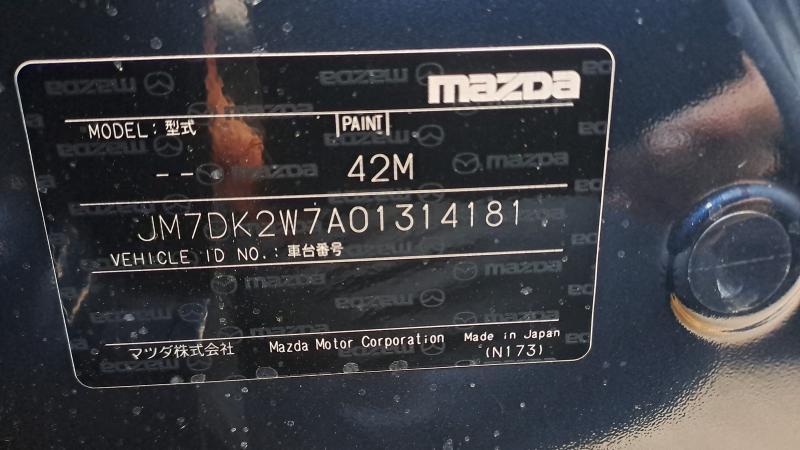 mazda
MODEL: 型式 PAINT
-- 42M
JM7DK2W7A01314181
VEHICLE ID NO.: 車台番号
マツダ株式会社 Mazda Motor Corporation Made in Japan
(N173)